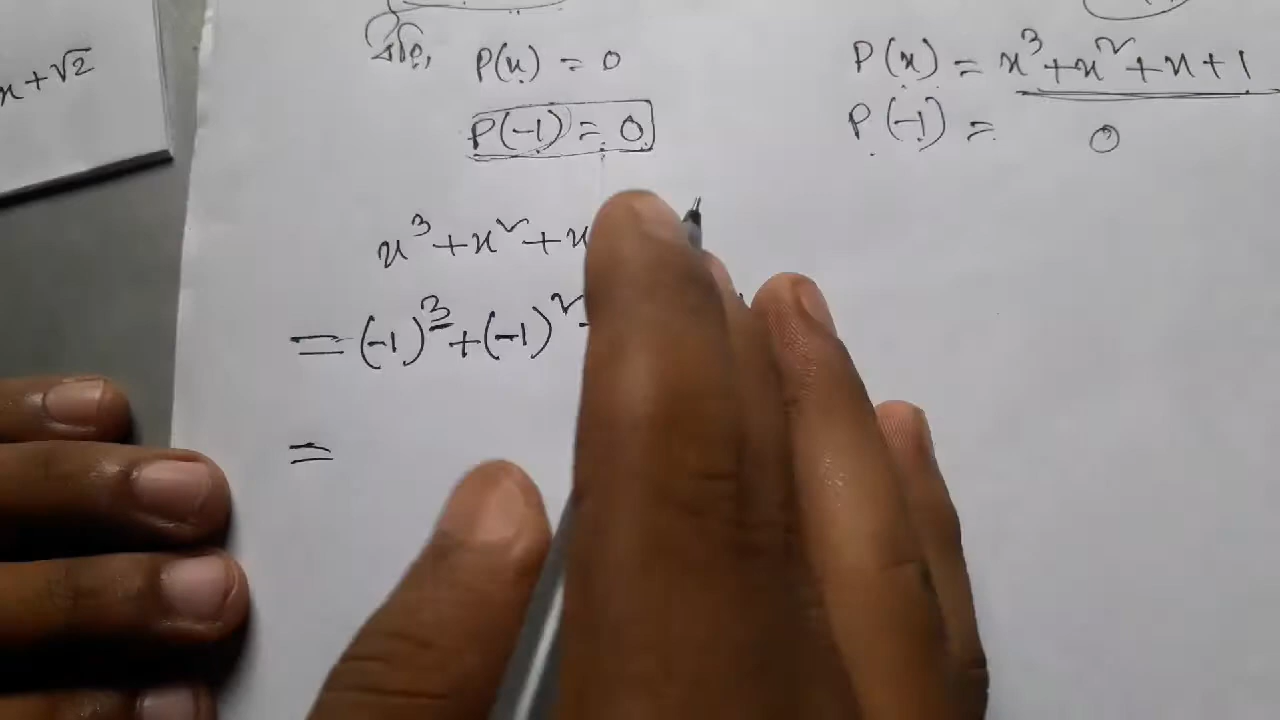 x+√2
যদি, P(x) = 0
P(-1) = 0
P(x) = x³+x²+x+1
P(-1) = 0
x³+x²+x
= (-1)³+(-1)²
=